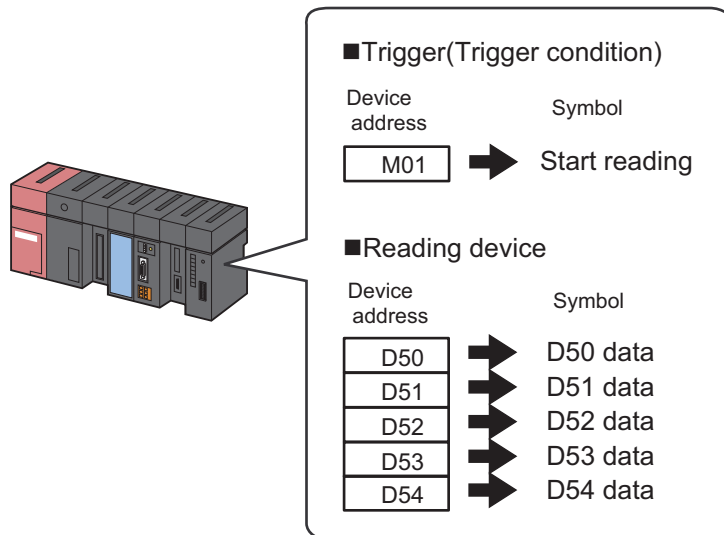 ■Trigger(Trigger condition)
Device
address
Symbol
M01 Start reading
■Reading device
Device
address
Symbol
D50 D50 data
D51 D51 data
D52 D52 data
D53 D53 data
D54 D54 data